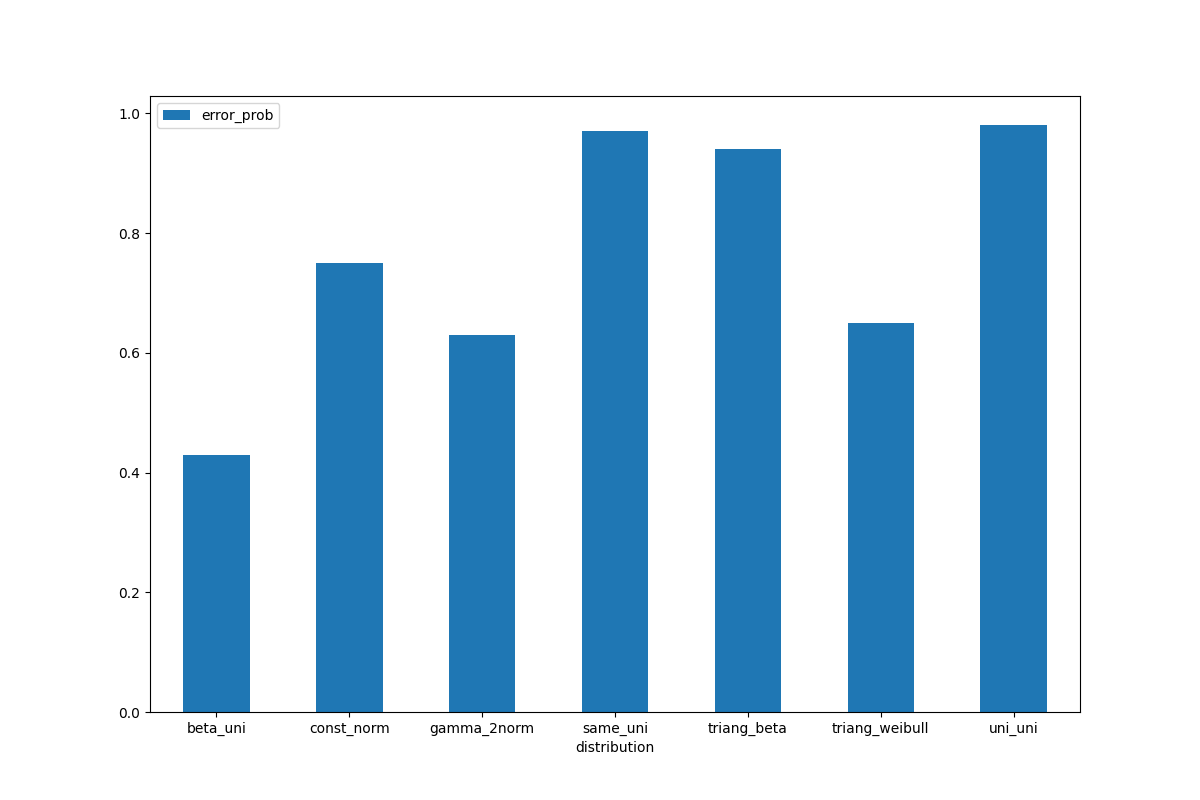 error_prob
1.0
0.8
0.6
0.4
0.2
0.0
beta_uni const_norm gamma_2norm same_uni triang_beta triang_weibull uni_uni
distribution